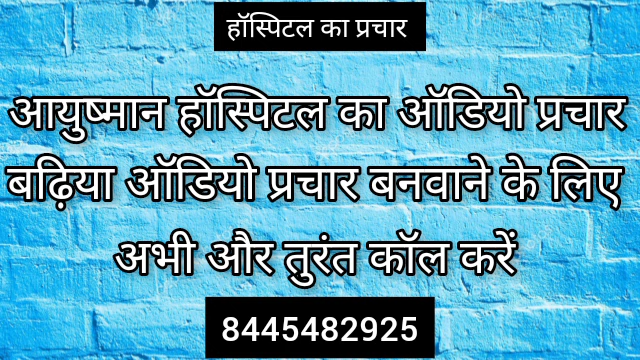 हॉस्पिटल का प्रचार
आयुष्मान हॉस्पिटल का ऑडियो प्रचार
बढ़िया ऑडियो प्रचार बनवाने के लिए
अभी और तुरंत कॉल करें
8445482925